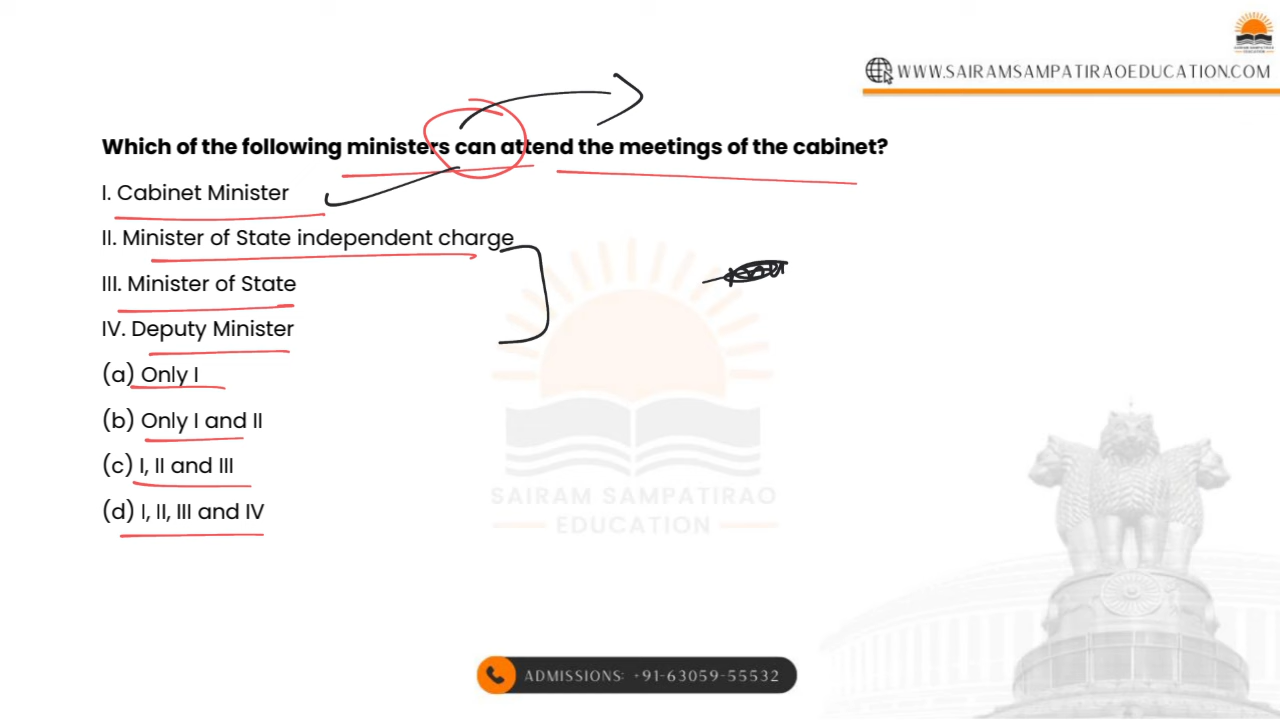 WWW.SAIRAMSAMPATIRAOEDUCATION.COM
Which of the following ministers can attend the meetings of the cabinet?
I. Cabinet Minister
II. Minister of State independent charge
III. Minister of State
IV. Deputy Minister
(a) Only I
(b) Only I and II
(c) I, II and III
(d) I, II, III and IV
SAIRAM SAMPATIRAO
EDUCATION
ADMISSIONS: +91-63059-55532